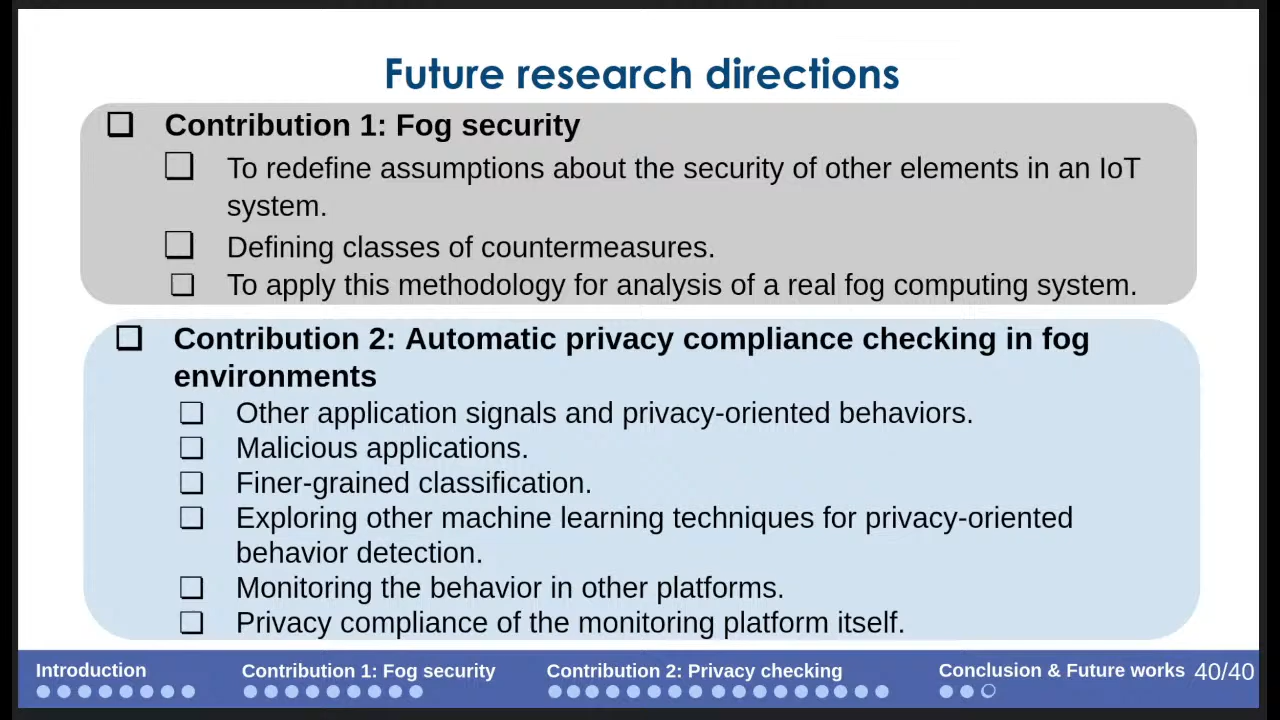 Future research directions
Contribution 1: Fog security
To redefine assumptions about the security of other elements in an IoT
system.
Defining classes of countermeasures.
To apply this methodology for analysis of a real fog computing system.
Contribution 2: Automatic privacy compliance checking in fog
environments
Other application signals and privacy-oriented behaviors.
Malicious applications.
Finer-grained classification.
Exploring other machine learning techniques for privacy-oriented
behavior detection.
Monitoring the behavior in other platforms.
Privacy compliance of the monitoring platform itself.
Introduction Contribution 1: Fog security Contribution 2: Privacy checking Conclusion & Future works 40/40